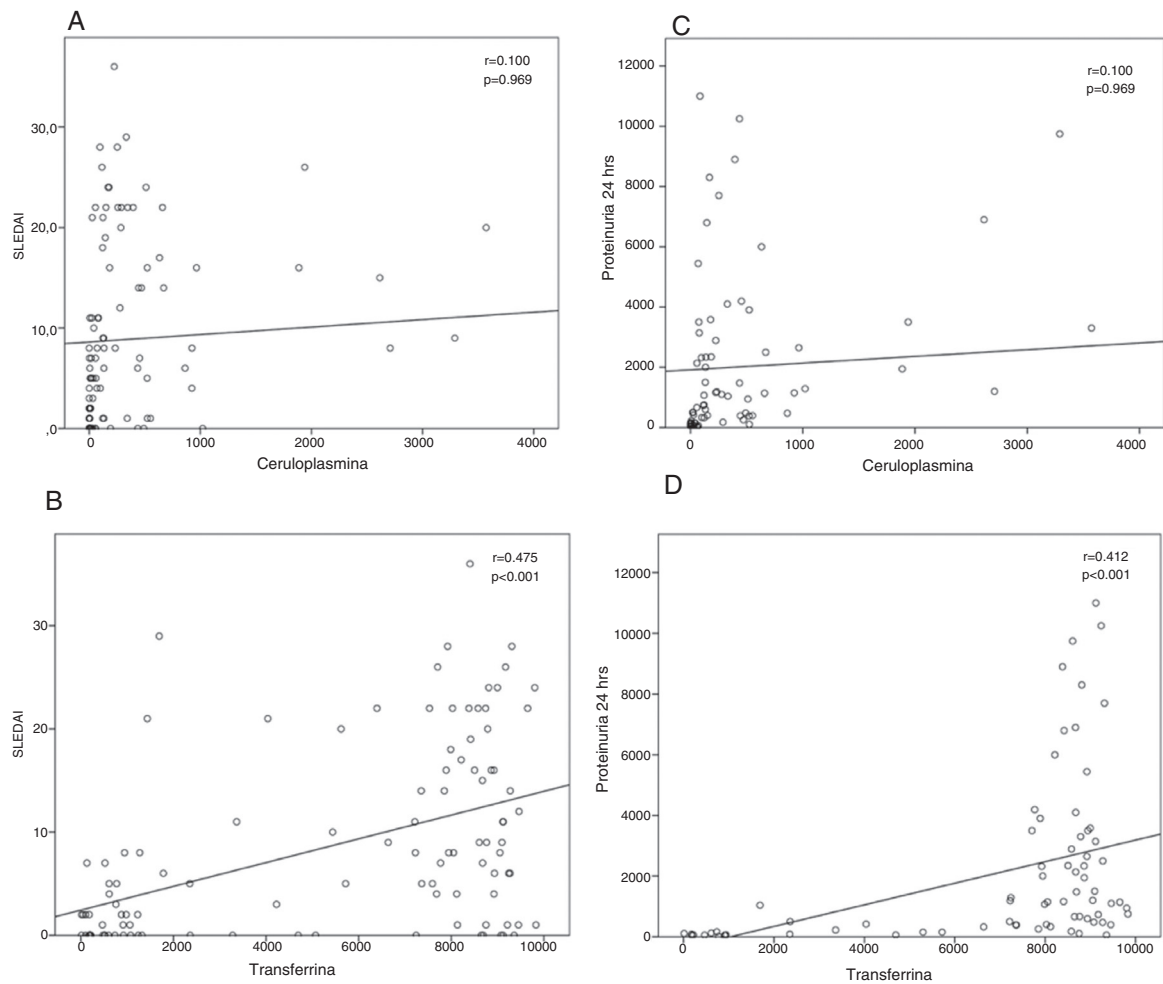 A
r=0.100
p=0.969
SLEDAI
30,0
20,0
10,0
,0
0 1000 2000 3000 4000
Ceruloplasmina
C
r=0.100
p=0.969
Proteinuria 24 hrs
12000
10000
8000
6000
4000
2000
0
0 1000 2000 3000 4000
Ceruloplasmina
B
r=0.475
p<0.001
SLEDAI
30
20
10
0
0 2000 4000 6000 8000 10000
Transferrina
D
r=0.412
p<0.001
Proteinuria 24 hrs
12000
10000
8000
6000
4000
2000
0
0 2000 4000 6000 8000 10000
Transferrina